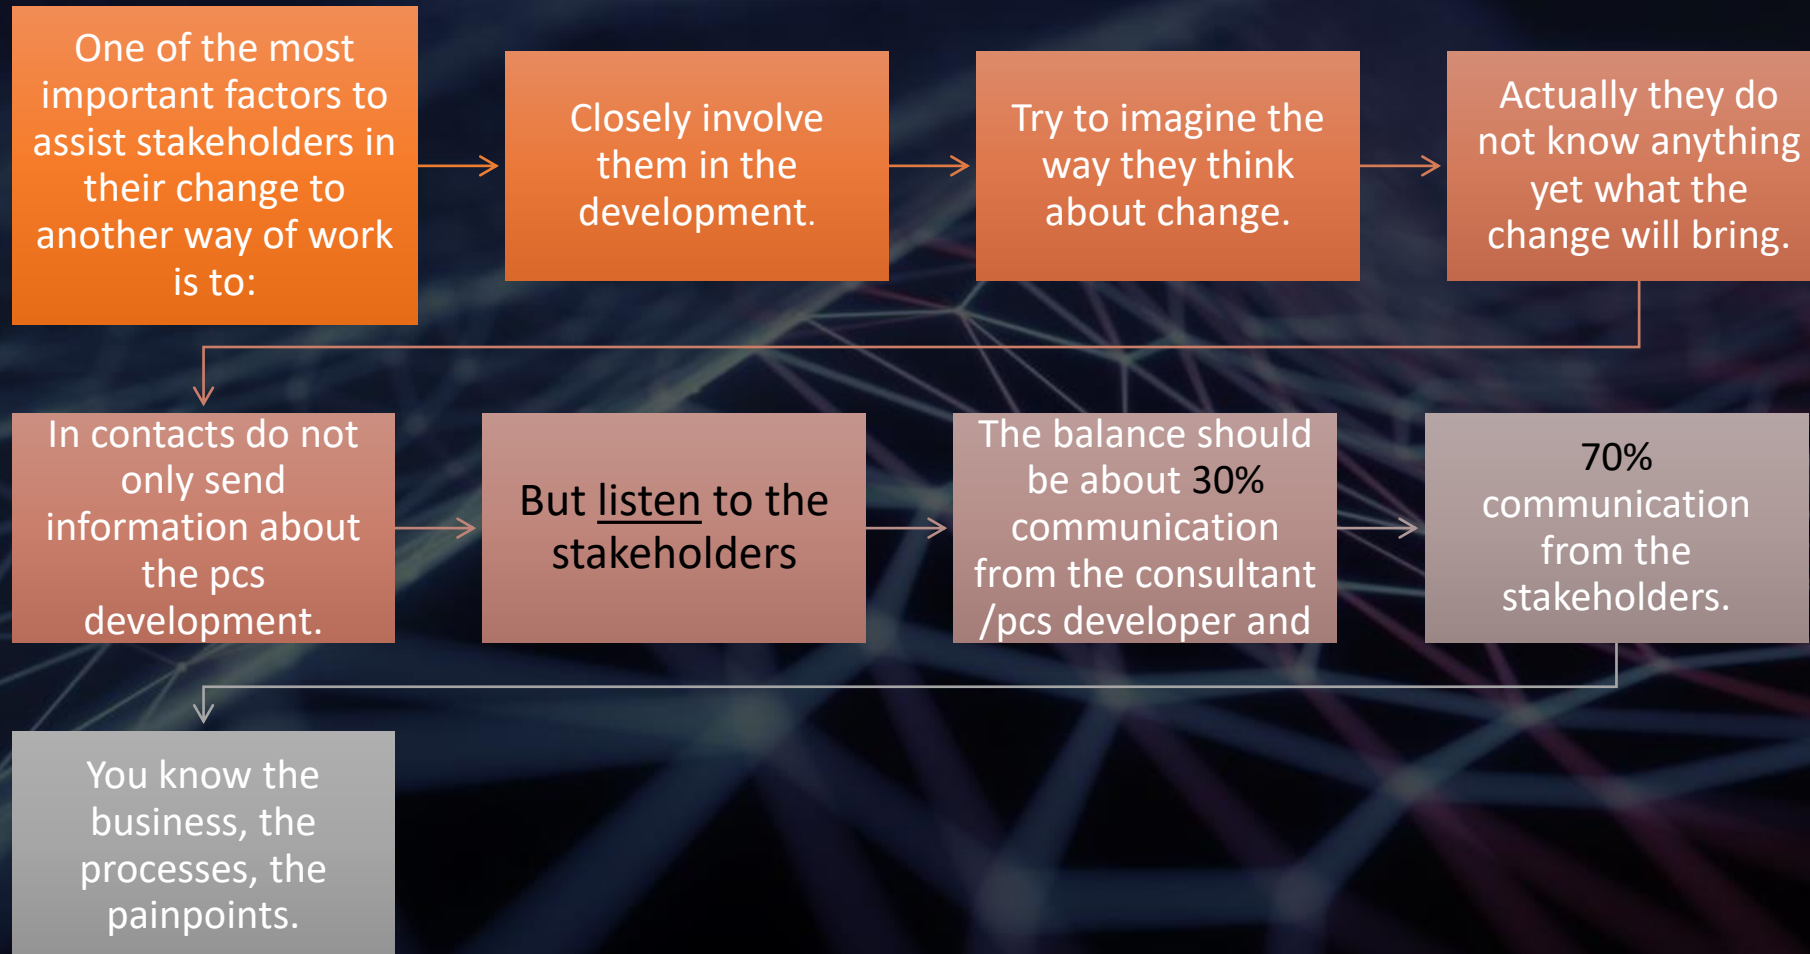 One of the most
important factors to
assist stakeholders in
their change to
another way of work
is to:
Closely involve
them in the
development.
Try to imagine the
way they think
about change.
Actually they do
not know anything
yet what the
change will bring.
In contacts do not
only send
information about
the pcs
development.
But listen to the
stakeholders
The balance should
be about 30%
communication
from the consultant
/pcs developer and
70%
communication
from the
stakeholders.
You know the
business, the
processes, the
painpoints.